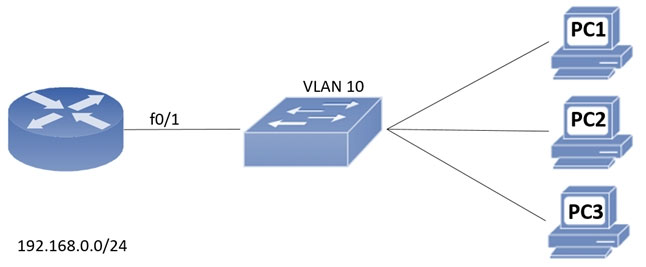 PC1
VLAN 10
f0/1
PC2
PC3
192.168.0.0/24